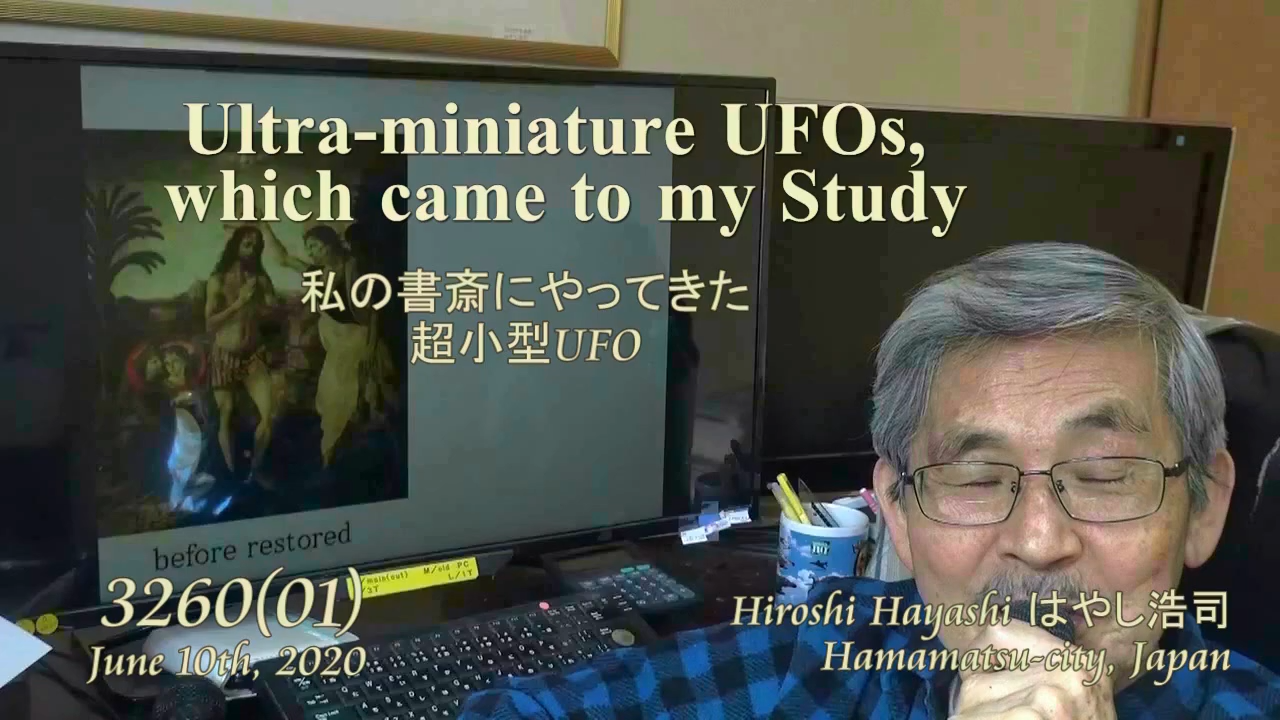 Ultra-miniature UFOs,
which came to my Study
私の書斎にやってきた
超小型UFO
before restored
M/old PC
3260(01)
June 10th, 2020
Hiroshi Hayashi はやし浩司
Hamamatsu-city, Japan